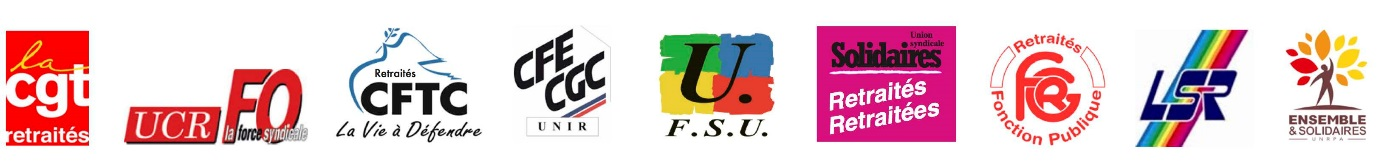 la
cgt
retraités
UCR FO
la force syndicale
Retraités
CFTC
La Vie à Défendre
CFE
CGC
UNIR
U.
F.S.U.
Union
syndicale
Solidaires
Retraités
Retraitées
Retraités
FGR
Fonction Publique
LSR
ENSEMBLE
& SOLIDAIRES
UNRPA